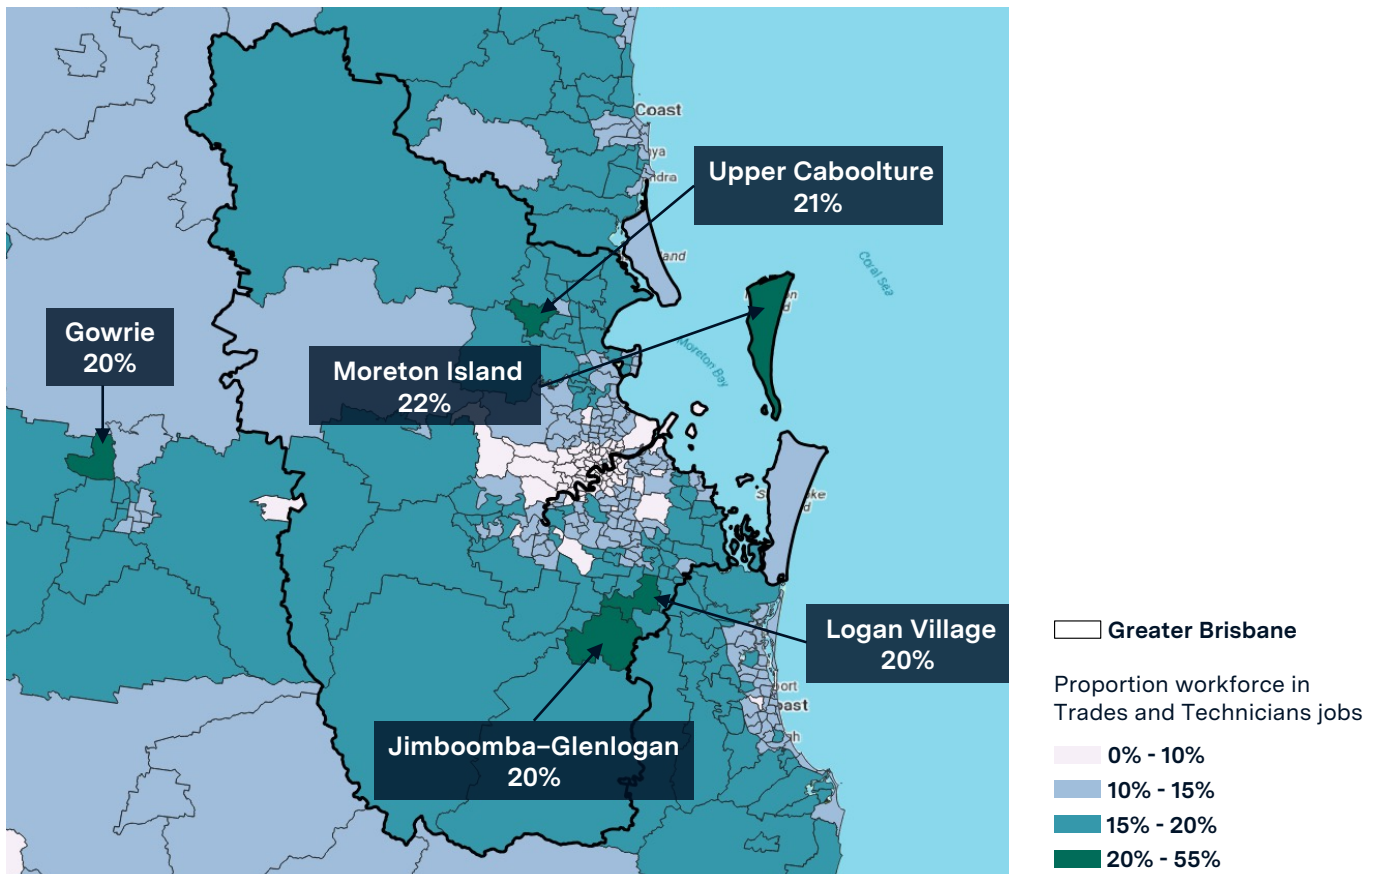 Coast
Upper Caboolture
21%
Coral Sea
Gowrie
20%
Moreton Island
22%
Moreton Bay
Logan Village
20%
Jimboomba–Glenlogan
20%
Greater Brisbane
Proportion workforce in
Trades and Technicians jobs
0% - 10%
10% - 15%
15% - 20%
20% - 55%